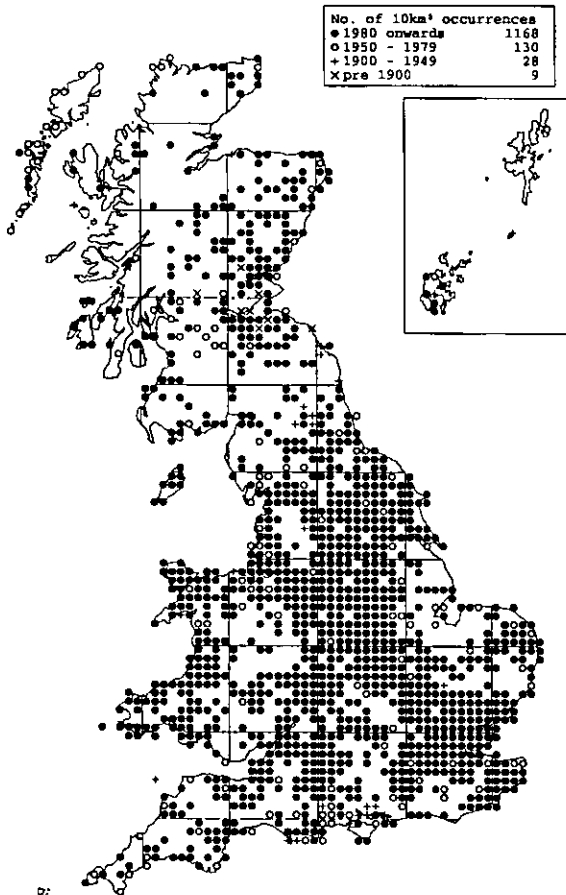 No. of 10km² occurrences
● 1980 onwards 1168
○ 1950 - 1979 130
+ 1900 - 1949 28
× pre 1900 9